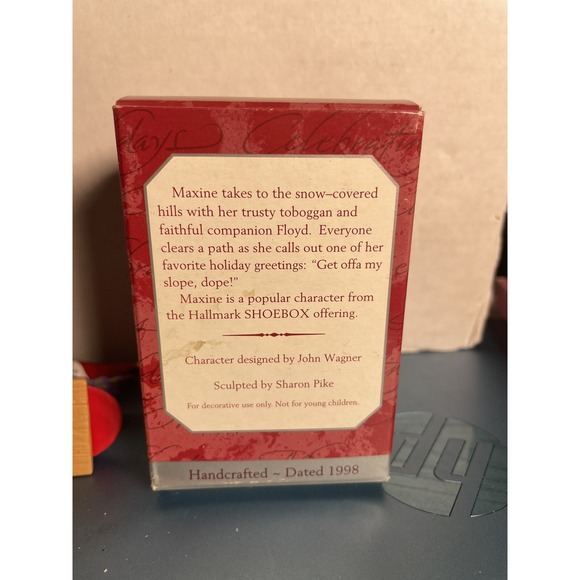 days Celebratin
Maxine takes to the snow–covered
hills with her trusty toboggan and
faithful companion Floyd. Everyone
clears a path as she calls out one of her
favorite holiday greetings: “Get offa my
slope, dope!”
Maxine is a popular character from
the Hallmark SHOEBOX offering.
Character designed by John Wagner
Sculpted by Sharon Pike
For decorative use only. Not for young children.
Handcrafted ~ Dated 1998
hp